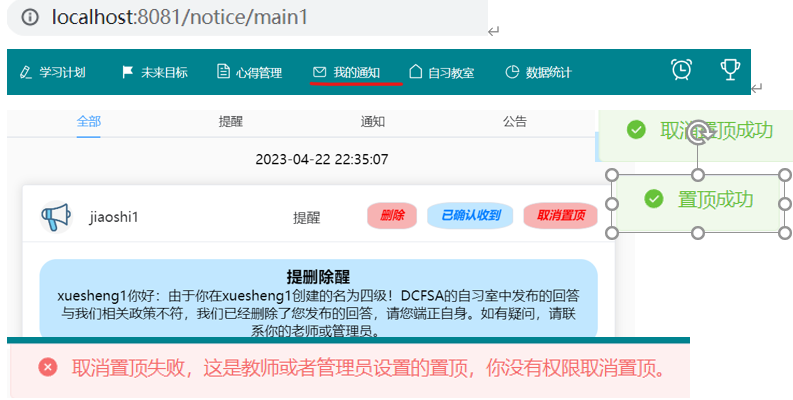 localhost:8081/notice/main1
学习计划 未来目标 心得管理 我的通知 自习教室 数据统计
全部 提醒 通知 公告
取消置顶成功
2023-04-22 22:35:07
置顶成功
jiaoshi1 提醒 删除 已确认收到 取消置顶
提删除醒
xuesheng1你好：由于你在xuesheng1创建的名为四级！DCFSA的自习室中发布的回答
与我们相关政策不符，我们已经删除了您发布的回答，请您端正自身。如有疑问，请联
系你的老师或管理员。
取消置顶失败，这是教师或者管理员设置的置顶，你没有权限取消置顶。